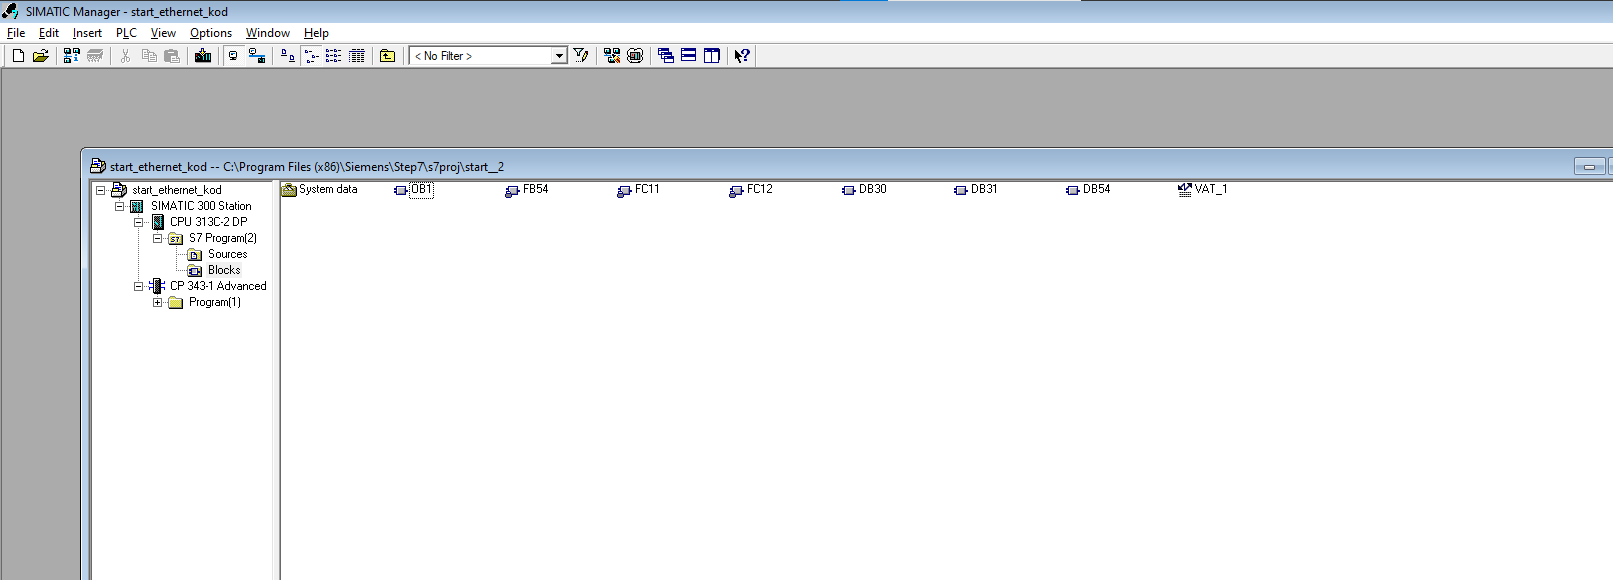 SIMATIC Manager - start_ethernet_kod
File Edit Insert PLC View Options Window Help
< No Filter >
start_ethernet_kod -- C:\Program Files (x86)\Siemens\Step7\s7proj\start__2
start_ethernet_kod
SIMATIC 300 Station
CPU 313C-2 DP
S7 Program(2)
Sources
Blocks
CP 343-1 Advanced
Program(1)
System data OB1 FB54 FC11 FC12 DB30 DB31 DB54 VAT_1